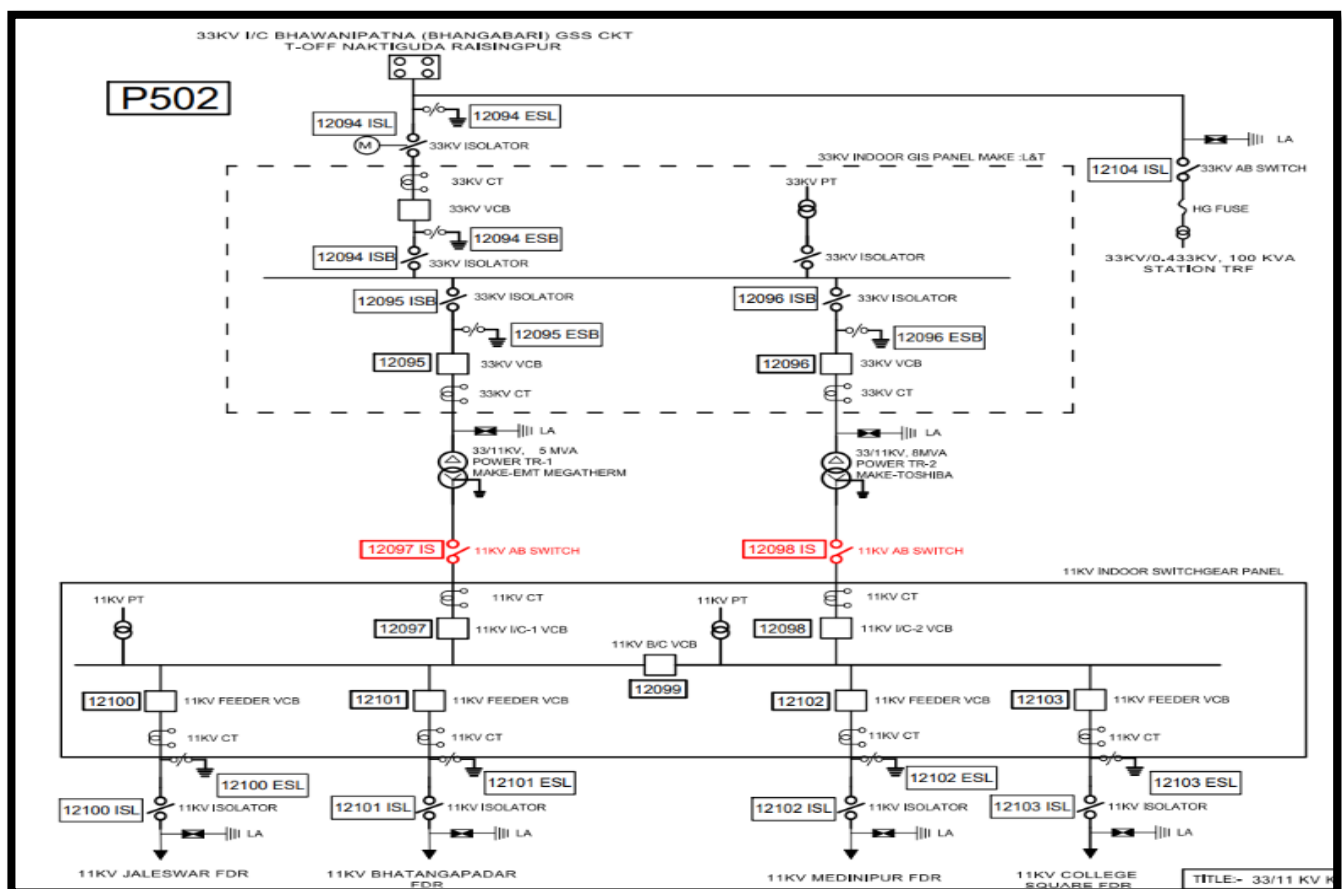 33KV I/C BHAWANIPATNA (BHANGABARI) GSS CKT
T-OFF NAKTIGUDA RAISINGPUR
P502
12094 ESL
12094 ISL
M
33KV ISOLATOR
LA
33KV INDOOR GIS PANEL MAKE :L&T
12104 ISL
33KV AB SWITCH
33KV CT
33KV PT
33KV VCB
HG FUSE
12094 ESB
12094 ISB
33KV ISOLATOR
33KV ISOLATOR
33KV/0.433KV, 100 KVA
STATION TRF
12095 ISB
33KV ISOLATOR
12096 ISB
33KV ISOLATOR
12095 ESB
12096 ESB
12095
33KV VCB
12096
33KV VCB
33KV CT
33KV CT
LA
LA
33/11KV, 5 MVA
POWER TR-1
MAKE-EMT MEGATHERM
33/11KV, 8MVA
POWER TR-2
MAKE-TOSHIBA
12097 IS
11KV AB SWITCH
12098 IS
11KV AB SWITCH
11KV INDOOR SWITCHGEAR PANEL
11KV PT
11KV CT
11KV PT
11KV CT
12097
11KV I/C-1 VCB
12098
11KV I/C-2 VCB
11KV B/C VCB
12099
12100
11KV FEEDER VCB
12101
11KV FEEDER VCB
12102
11KV FEEDER VCB
12103
11KV FEEDER VCB
11KV CT
11KV CT
11KV CT
11KV CT
12100 ESL
12101 ESL
12102 ESL
12103 ESL
12100 ISL
11KV ISOLATOR
12101 ISL
11KV ISOLATOR
12102 ISL
11KV ISOLATOR
12103 ISL
11KV ISOLATOR
LA
LA
LA
LA
11KV JALESWAR FDR
11KV BHATANGAPADAR
FDR
11KV MEDINIPUR FDR
11KV COLLEGE
SQUARE FDR
TITLE:- 33/11 KV K